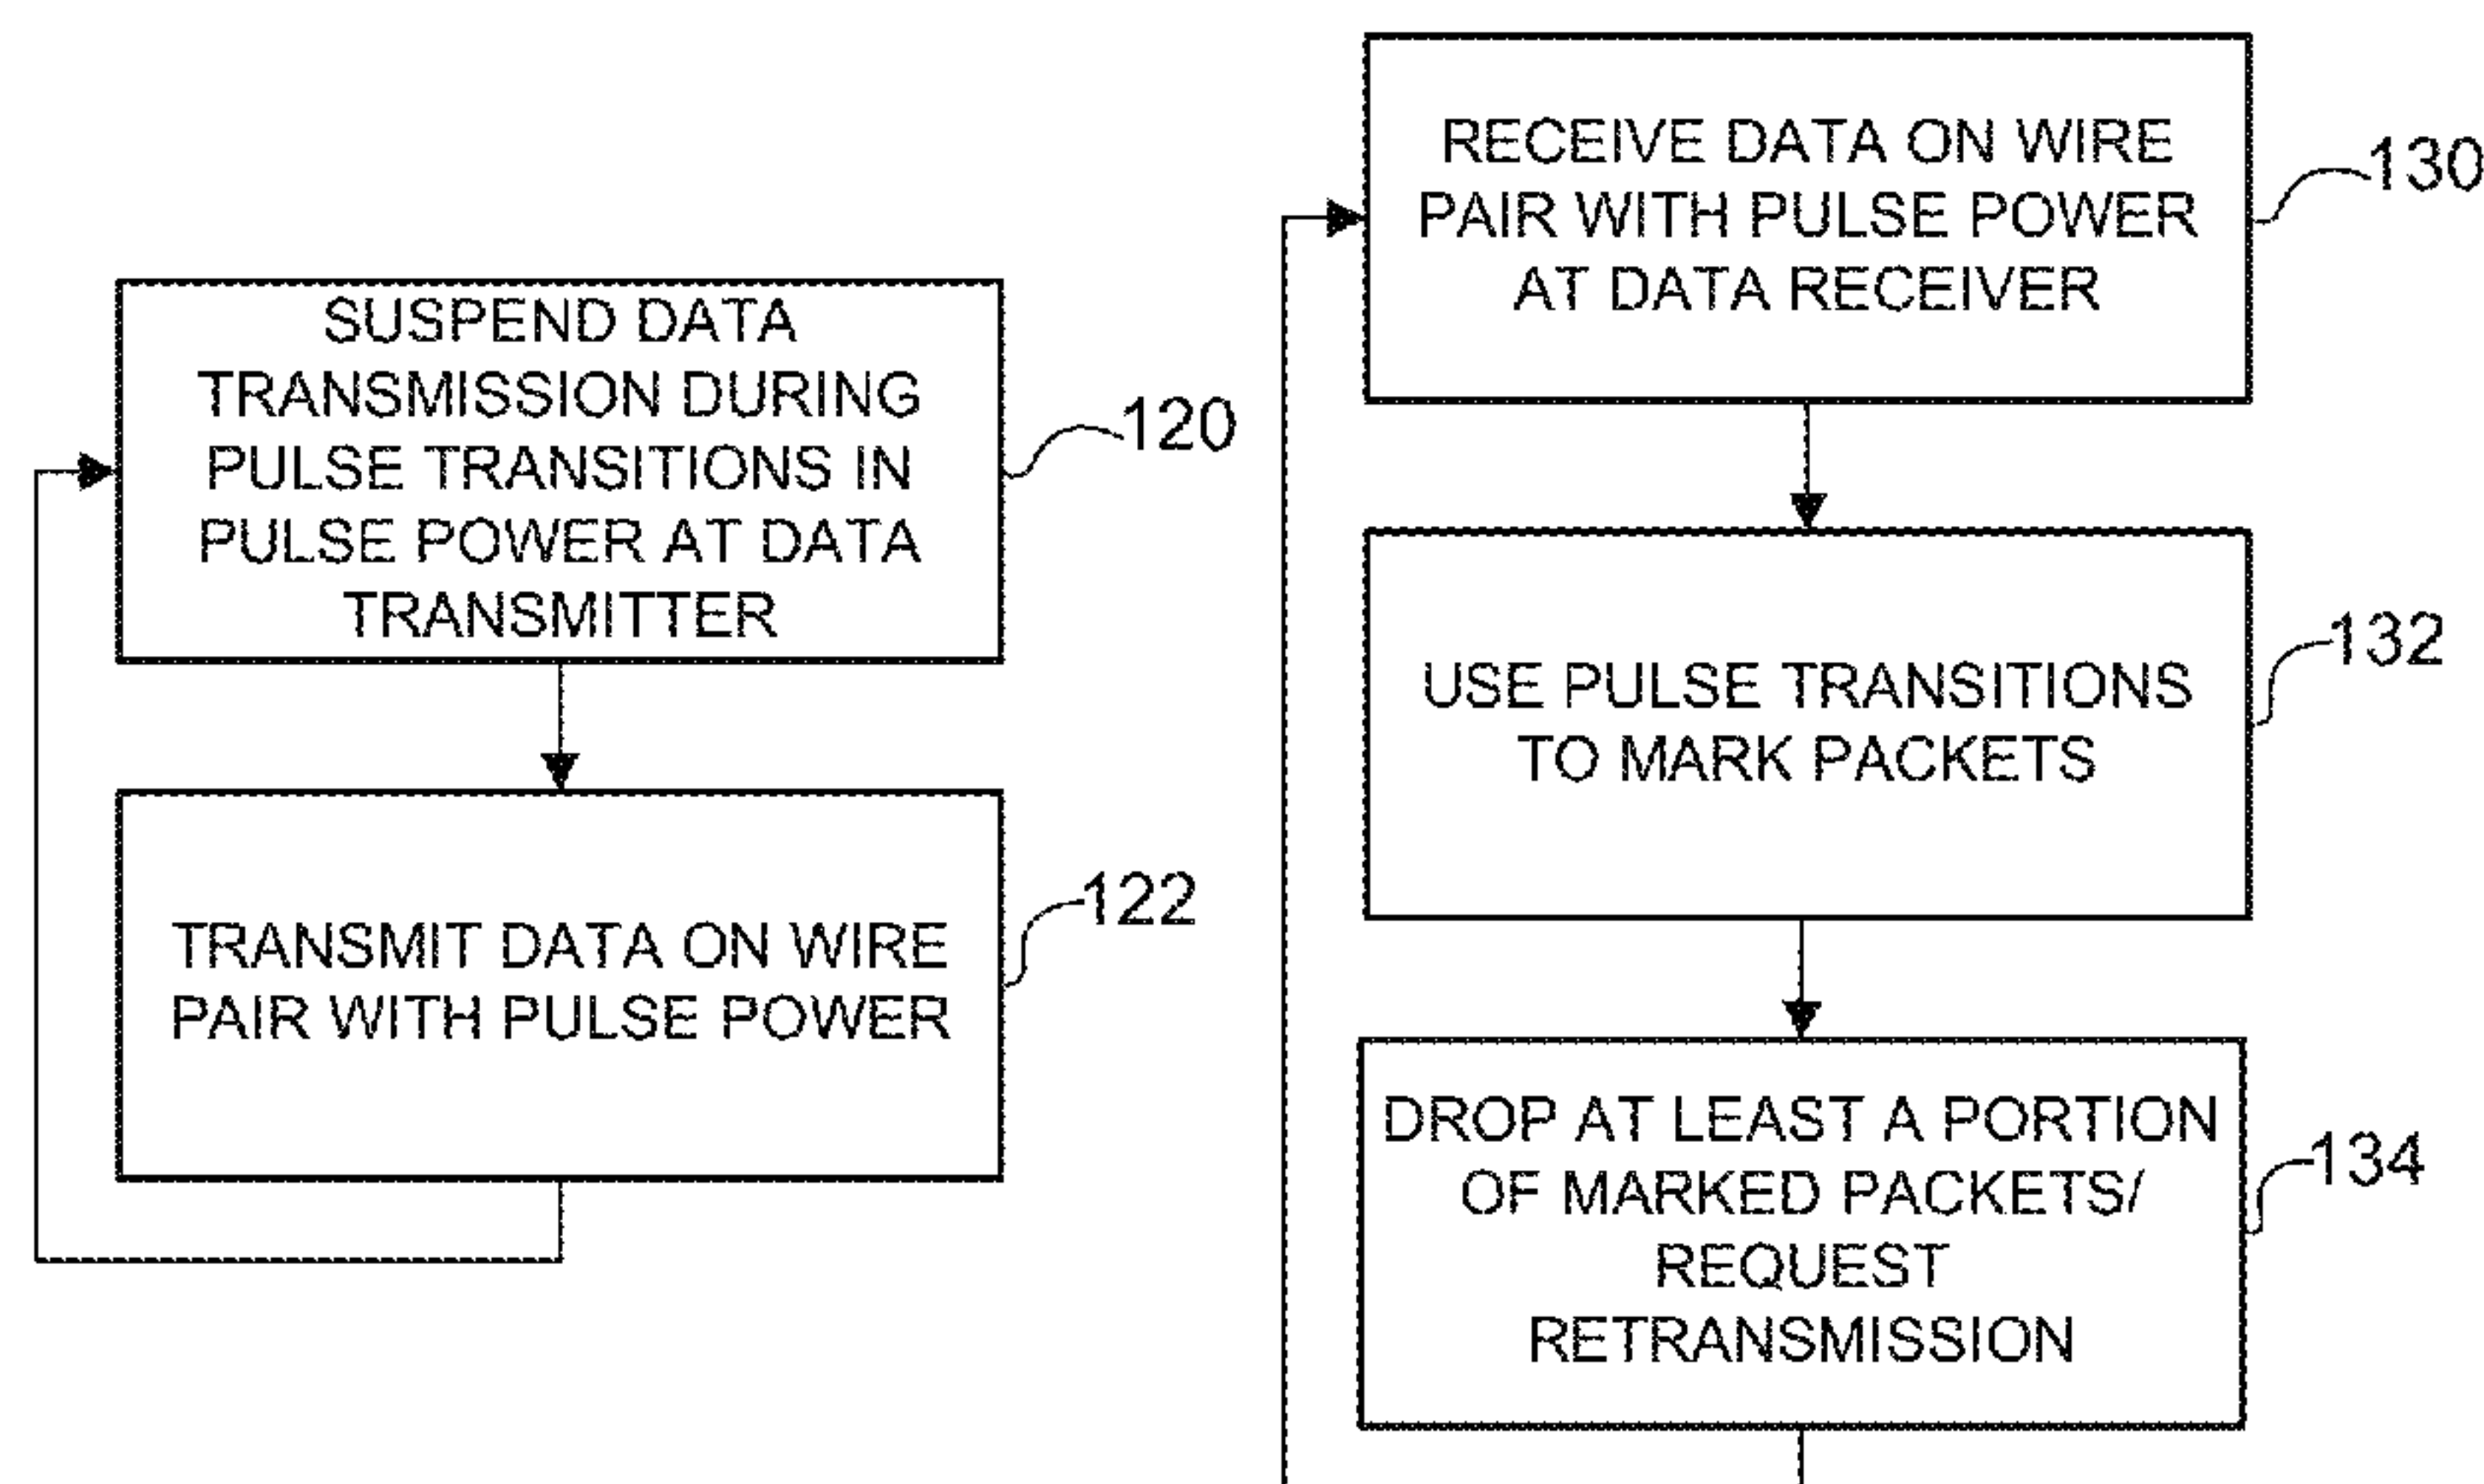 SUSPEND DATA
TRANSMISSION DURING
PULSE TRANSITIONS IN
PULSE POWER AT DATA
TRANSMITTER
120
TRANSMIT DATA ON WIRE
PAIR WITH PULSE POWER
122
RECEIVE DATA ON WIRE
PAIR WITH PULSE POWER
AT DATA RECEIVER
130
USE PULSE TRANSITIONS
TO MARK PACKETS
132
DROP AT LEAST A PORTION
OF MARKED PACKETS/
REQUEST
RETRANSMISSION
134